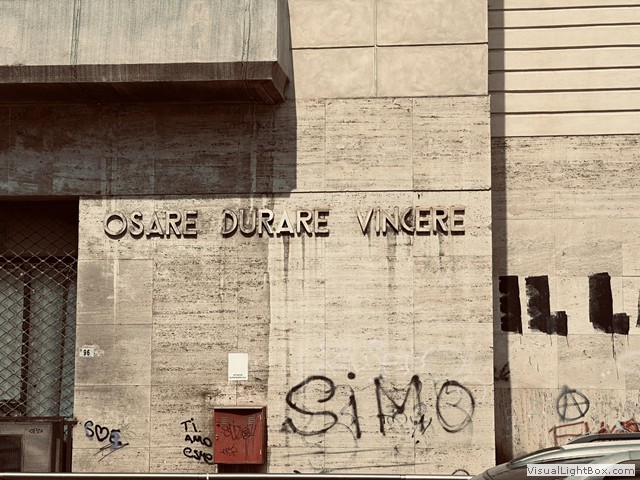 OSARE DURARE VINCERE
96
SIMO
TI
AMO
VisualLightBox.com